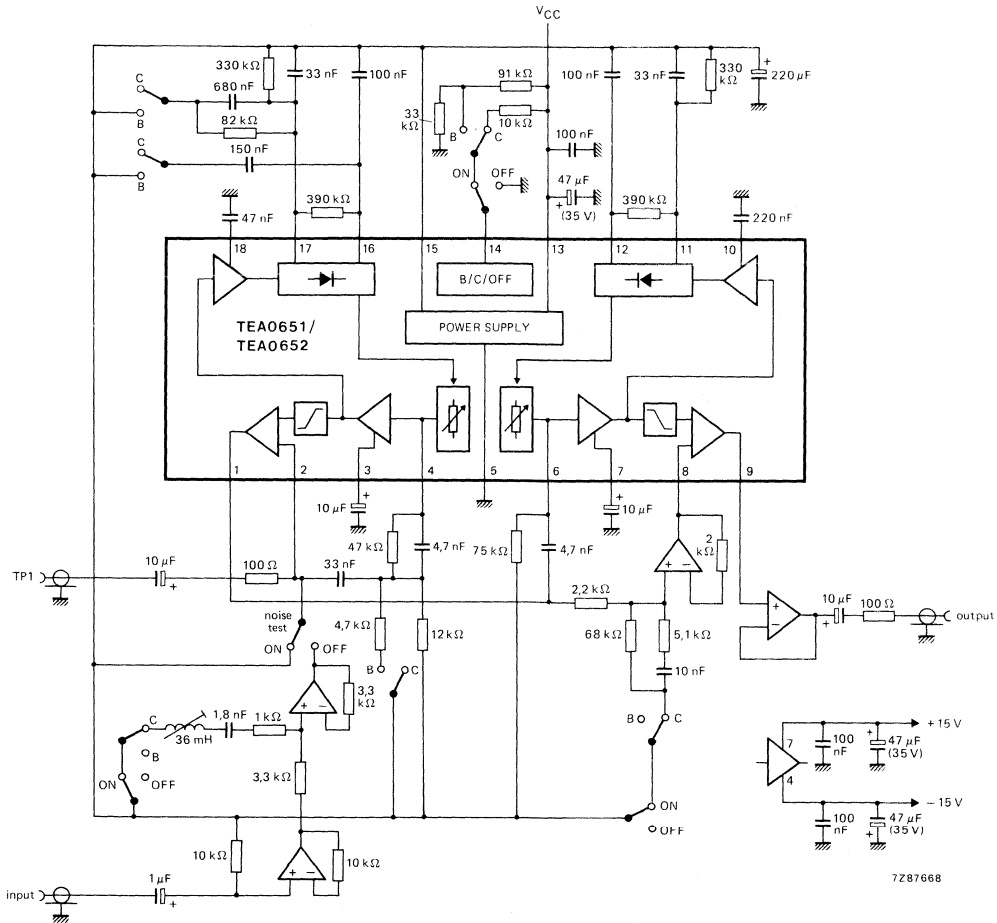 VCC
330 kΩ
33 nF
100 nF
91 kΩ
100 nF
33 nF
330 kΩ
220 µF
+
C
680 nF
33 kΩ
10 kΩ
B
82 kΩ
B
C
100 nF
C
150 nF
ON
OFF
47 µF
+
(35 V)
B
390 kΩ
390 kΩ
47 nF
220 nF
18
17
16
15
14
13
12
11
10
B/C/OFF
TEA0651/
TEA0652
POWER SUPPLY
1
2
3
4
5
6
7
8
9
10 µF
+
+
10 µF
47 kΩ
4,7 nF
75 kΩ
4,7 nF
2 kΩ
+
−
TP1
10 µF
+
100 Ω
33 nF
2,2 kΩ
+
−
10 µF
+
100 Ω
output
noise
test
4,7 kΩ
12 kΩ
68 kΩ
5,1 kΩ
ON
OFF
B
C
10 nF
+
−
3,3 kΩ
C
36 mH
1,8 nF
1 kΩ
B
C
7
100 nF
+
47 µF
(35 V)
+ 15 V
B
ON
OFF
3,3 kΩ
4
− 15 V
ON
OFF
100 nF
+
47 µF
(35 V)
10 kΩ
+
−
10 kΩ
input
1 µF
+
7Z87668